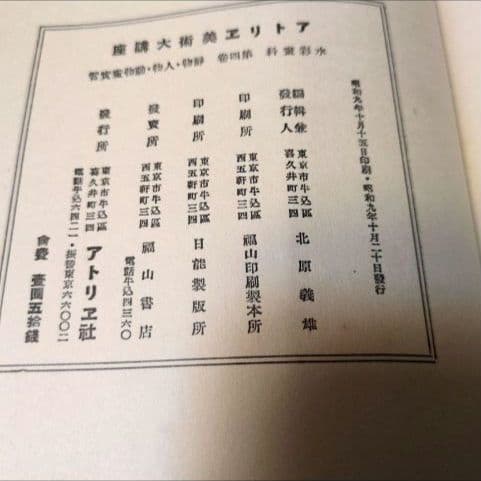 アトリヱ美術大講座
水彩畫科 第四卷 靜物・人物・動物畫實習
昭和九年十月十五日印刷・昭和九年十月二十日發行
編輯兼發行人 東京市牛込區喜久井町三四 北原義雄
印刷所 東京市牛込區西五軒町三四 福山印刷製本所
印刷所 東京市牛込區西五軒町三四 日能製版所
發賣所 東京市牛込區西五軒町三四 福山書店
電話牛込四三六〇
發行所 東京市牛込區喜久井町三四 アトリヱ社
電話牛込六四二一・振替東京六六〇〇二
會費 壹圓五拾錢